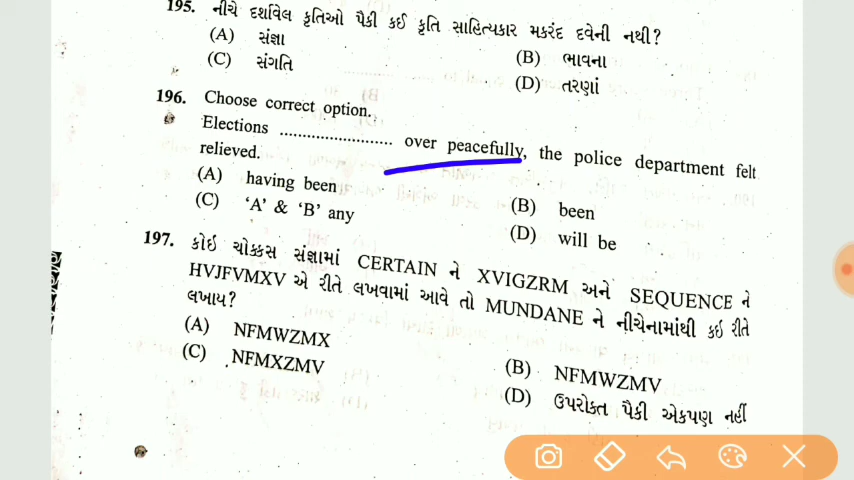 195. નીચે દર્શાવેલ કૃતિઓ પૈકી કઈ કૃતિ સાહિત્યકાર મકરંદ દવેની નથી?
(A) સંજ્ઞા
(B) ભાવના
(C) સંગતિ
(D) તરણાં
196. Choose correct option.
Elections ........................ over peacefully, the police department felt
relieved.
(A) having been
(B) been
(C) 'A' & 'B' any
(D) will be
197. કોઇ ચોક્કસ સંજ્ઞામાં CERTAIN ને XVIGZRM અને SEQUENCE ને
HVJFVMXV એ રીતે લખવામાં આવે તો MUNDANE ને નીચેનામાંથી કઇ રીતે
લખાય?
(A) NFMWZMX
(B) NFMWZMV
(C) NFMXZMV
(D) ઉપરોક્ત પૈકી એકપણ નહીં